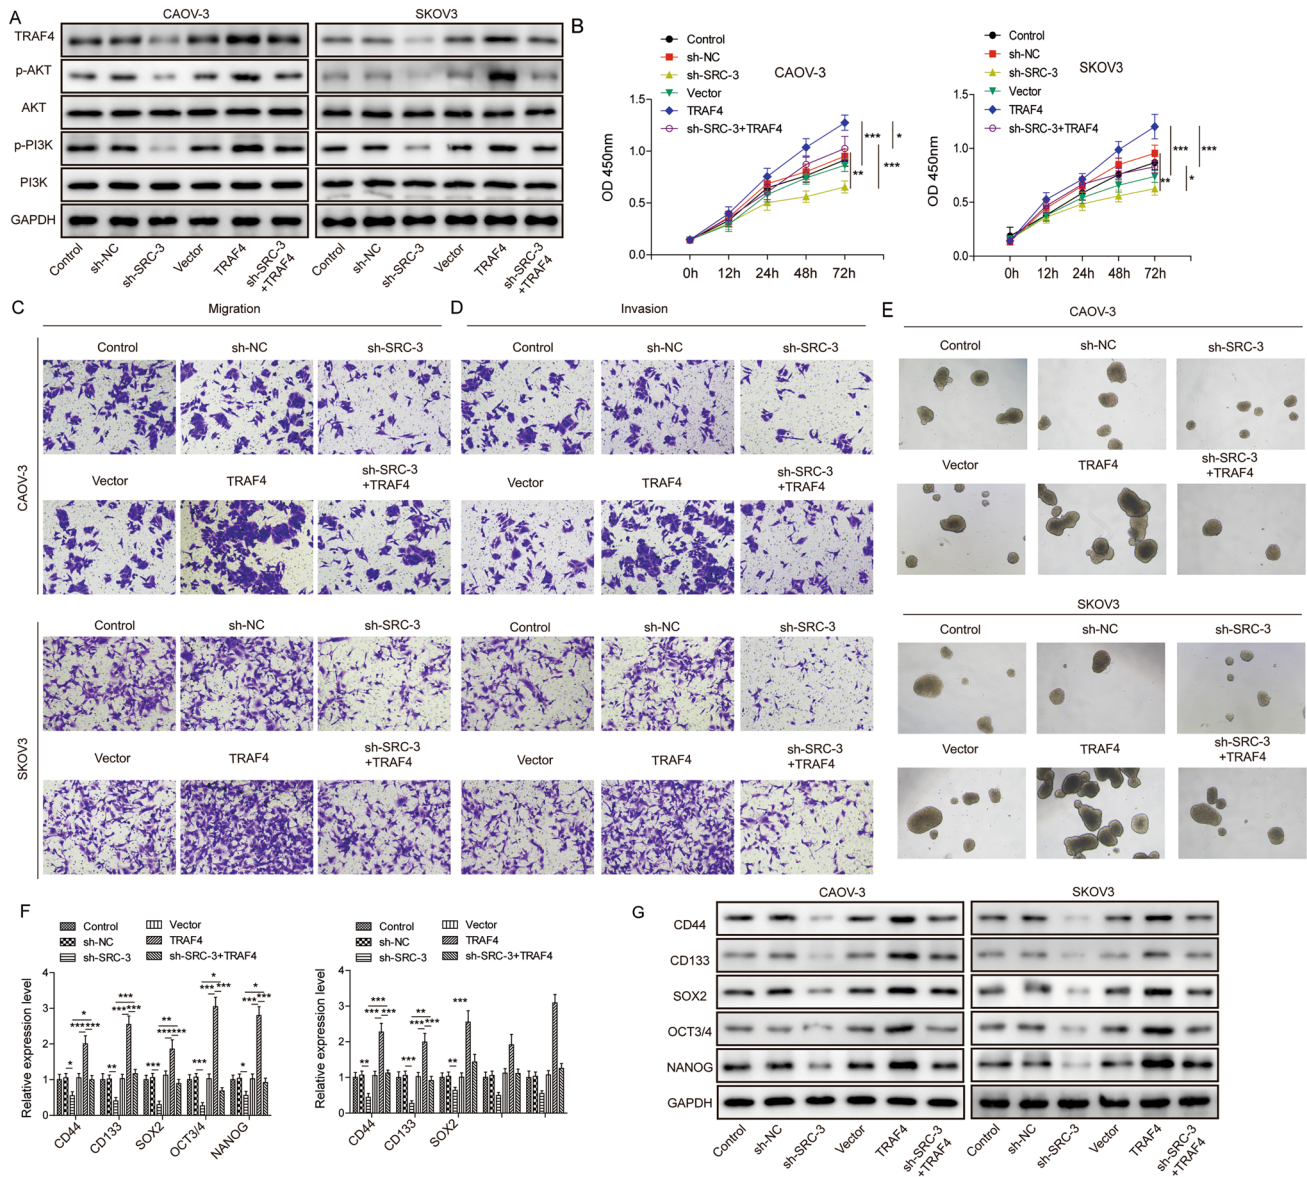 A
CAOV-3
SKOV3
TRAF4
p-AKT
AKT
p-PI3K
PI3K
GAPDH
Control
sh-NC
sh-SRC-3
Vector
TRAF4
sh-SRC-3
+TRAF4
Control
sh-NC
sh-SRC-3
Vector
TRAF4
sh-SRC-3
+TRAF4
B
Control
sh-NC
sh-SRC-3
Vector
TRAF4
sh-SRC-3+TRAF4
CAOV-3
OD 450nm
1.5
1.0
0.5
0.0
0h 12h 24h 48h 72h
*** *
***
**
Control
sh-NC
sh-SRC-3
Vector
TRAF4
sh-SRC-3+TRAF4
SKOV3
OD 450nm
1.5
1.0
0.5
0.0
0h 12h 24h 48h 72h
*** ***
** *
C
Migration
D
Invasion
CAOV-3
Control sh-NC sh-SRC-3 Control sh-NC sh-SRC-3
Vector TRAF4 sh-SRC-3
+TRAF4
Vector TRAF4 sh-SRC-3
+TRAF4
SKOV3
Control sh-NC sh-SRC-3 Control sh-NC sh-SRC-3
Vector TRAF4 sh-SRC-3
+TRAF4
Vector TRAF4 sh-SRC-3
+TRAF4
E
CAOV-3
Control sh-NC sh-SRC-3
Vector TRAF4 sh-SRC-3
+TRAF4
SKOV3
Control sh-NC sh-SRC-3
Vector TRAF4 sh-SRC-3
+TRAF4
F
Control Vector
sh-NC TRAF4
sh-SRC-3 sh-SRC-3+TRAF4
Relative expression level
4
3
2
1
0
CD44 CD133 SOX2 OCT3/4 NANOG
Control Vector
sh-NC TRAF4
sh-SRC-3 sh-SRC-3+TRAF4
Relative expression level
4
3
2
1
0
CD44 CD133 SOX2
G
CAOV-3
SKOV3
CD44
CD133
SOX2
OCT3/4
NANOG
GAPDH
Control
sh-NC
sh-SRC-3
Vector
TRAF4
sh-SRC-3
+TRAF4
Control
sh-NC
sh-SRC-3
Vector
TRAF4
sh-SRC-3
+TRAF4